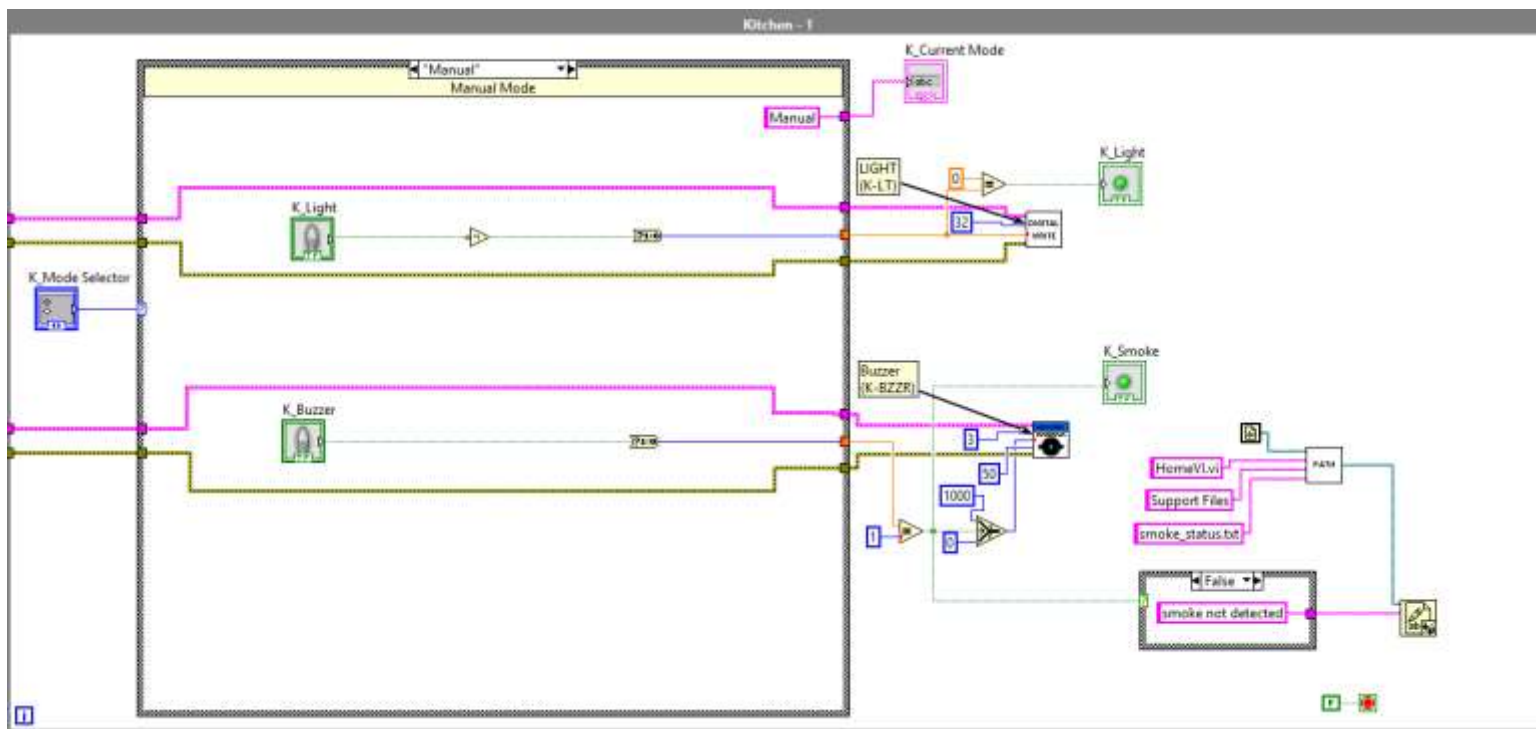 Kitchen - 1
"Manual"
Manual Mode
K_Current Mode
abc
Manual
LIGHT
(K-LT)
K_Light
0
K_Light
32
DIGITAL
WRITE
K_Mode Selector
K_Smoke
Buzzer
(K-BZZR)
K_Buzzer
3
50
1000
1
0
HomeVI.vi
Support Files
smoke_status.txt
PATH
False
smoke not detected
i
F